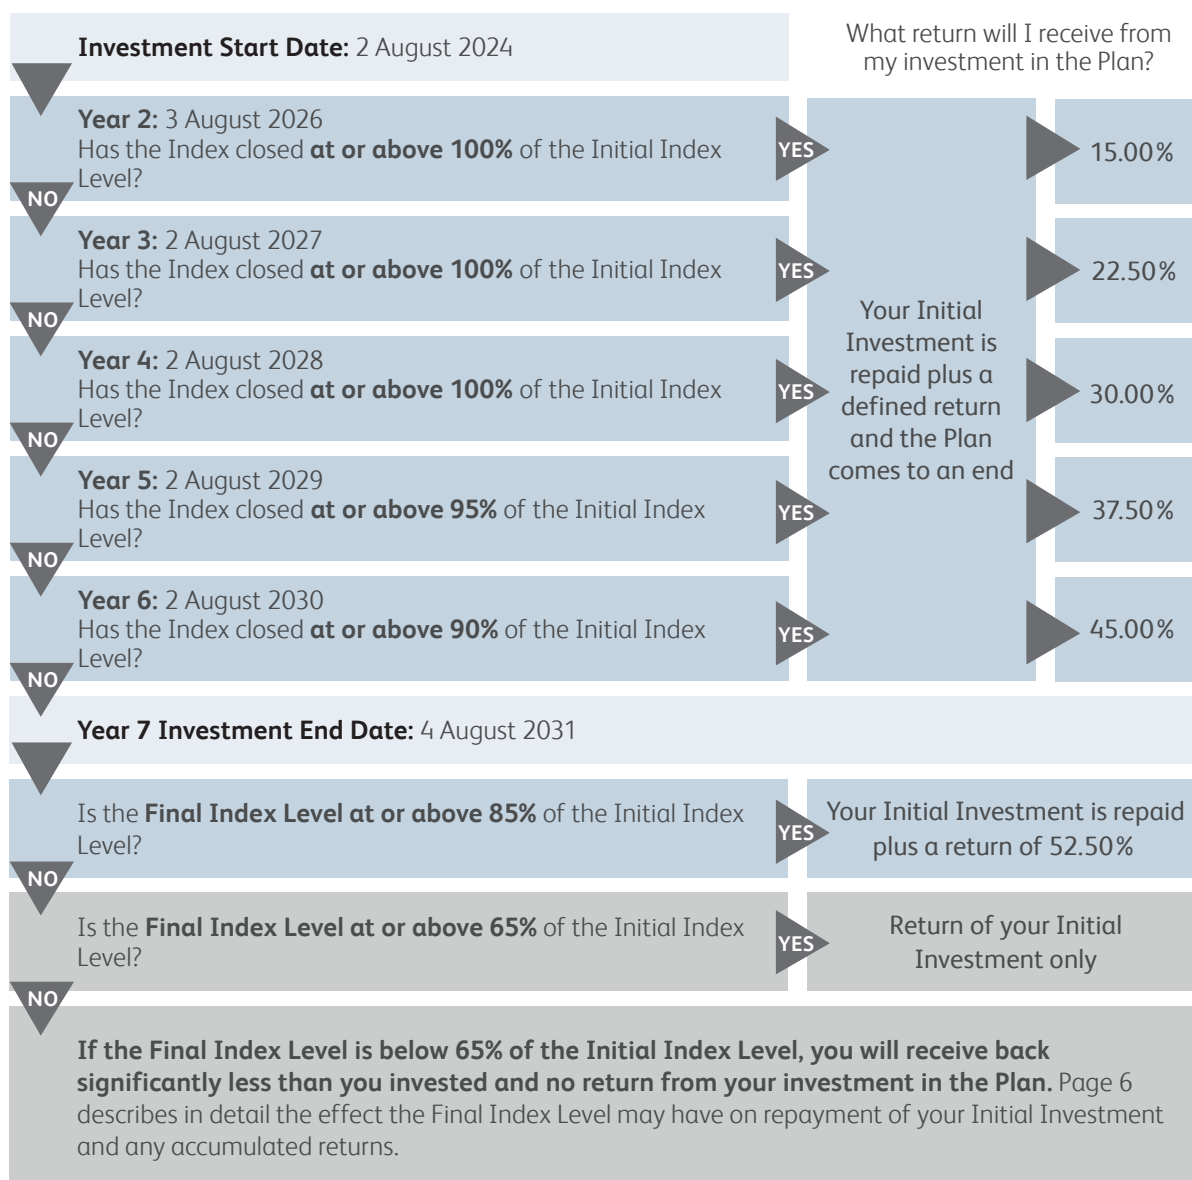 Investment Start Date: 2 August 2024
What return will I receive from
my investment in the Plan?
Year 2: 3 August 2026
Has the Index closed at or above 100% of the Initial Index
Level?
YES
15.00%
NO
Year 3: 2 August 2027
Has the Index closed at or above 100% of the Initial Index
Level?
YES
22.50%
NO
Year 4: 2 August 2028
Has the Index closed at or above 100% of the Initial Index
Level?
YES
30.00%
NO
Year 5: 2 August 2029
Has the Index closed at or above 95% of the Initial Index
Level?
YES
37.50%
NO
Year 6: 2 August 2030
Has the Index closed at or above 90% of the Initial Index
Level?
YES
45.00%
NO
Your Initial
Investment is
repaid plus a
defined return
and the Plan
comes to an end
Year 7 Investment End Date: 4 August 2031
Is the Final Index Level at or above 85% of the Initial Index
Level?
YES
Your Initial Investment is repaid
plus a return of 52.50%
NO
Is the Final Index Level at or above 65% of the Initial Index
Level?
YES
Return of your Initial
Investment only
NO
If the Final Index Level is below 65% of the Initial Index Level, you will receive back
significantly less than you invested and no return from your investment in the Plan. Page 6
describes in detail the effect the Final Index Level may have on repayment of your Initial Investment
and any accumulated returns.